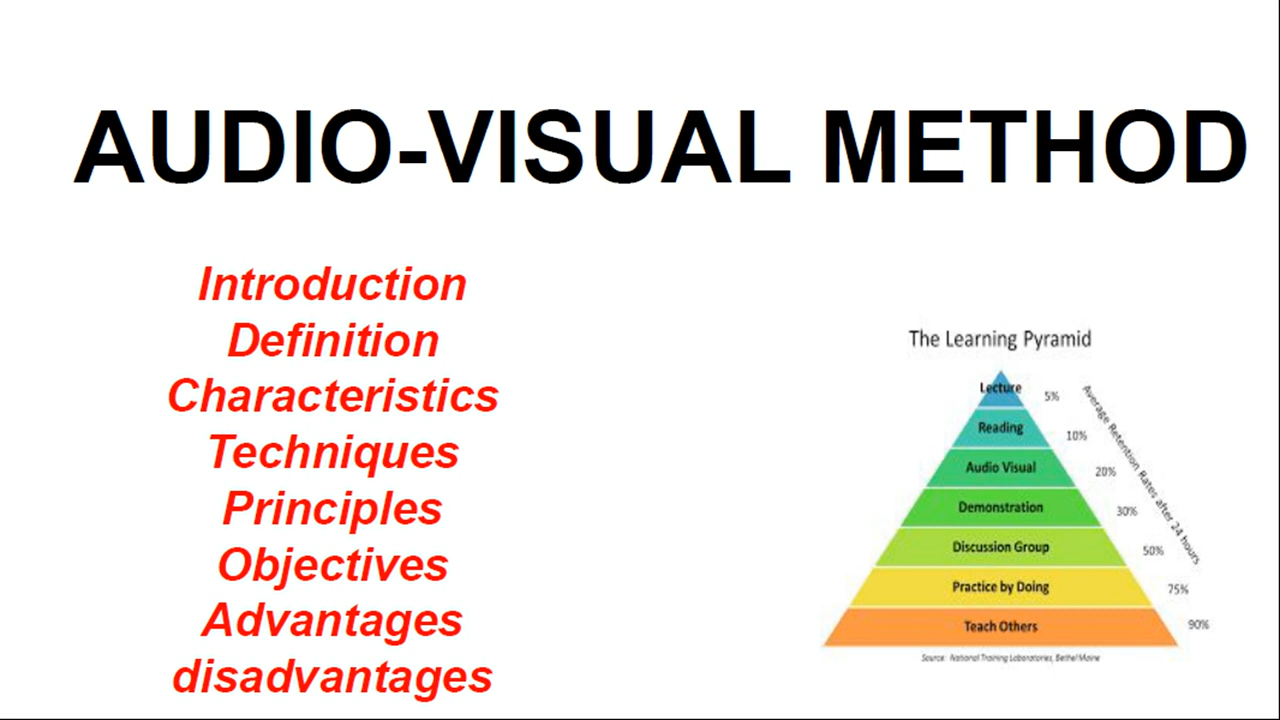 AUDIO-VISUAL METHOD
Introduction
Definition
Characteristics
Techniques
Principles
Objectives
Advantages
disadvantages
The Learning Pyramid
Lecture
5%
Reading
10%
Audio Visual
20%
Demonstration
30%
Discussion Group
50%
Practice by Doing
75%
Teach Others
90%
Average Retention Rates after 24 hours
Source: National Training Laboratories, Bethel Maine